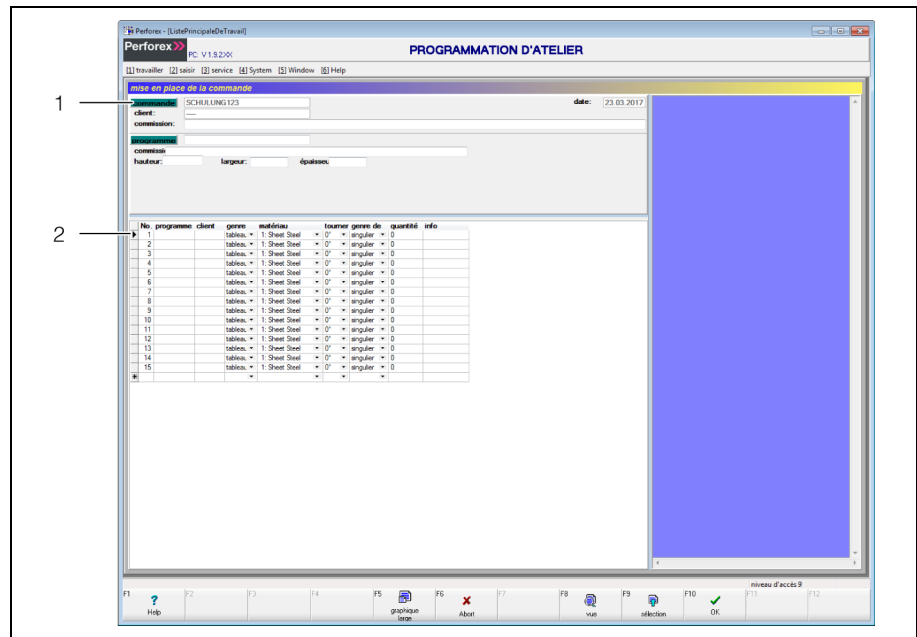 Perforex - [ListePrincipaleDeTravail]
Perforex PC: V 1.9.2XX PROGRAMMATION D'ATELIER
[1] travailler [2] saisir [3] service [4] System [5] Window [6] Help
mise en place de la commande
1 commande SCHULUNG123 date: 23.03.2017
client: ----
commission:
programme
commissi
hauteur: largeur: épaisseu
No. programme client genre matériau tourner genre de quantité info
2 1 tableau 1: Sheet Steel 0° singulier 0
2 tableau 1: Sheet Steel 0° singulier 0
3 tableau 1: Sheet Steel 0° singulier 0
4 tableau 1: Sheet Steel 0° singulier 0
5 tableau 1: Sheet Steel 0° singulier 0
6 tableau 1: Sheet Steel 0° singulier 0
7 tableau 1: Sheet Steel 0° singulier 0
8 tableau 1: Sheet Steel 0° singulier 0
9 tableau 1: Sheet Steel 0° singulier 0
10 tableau 1: Sheet Steel 0° singulier 0
11 tableau 1: Sheet Steel 0° singulier 0
12 tableau 1: Sheet Steel 0° singulier 0
13 tableau 1: Sheet Steel 0° singulier 0
14 tableau 1: Sheet Steel 0° singulier 0
15 tableau 1: Sheet Steel 0° singulier 0
niveau d'accès 9
F1 F2 F3 F4 F5 F6 F7 F8 F9 F10 F11 F12
Help graphique large Abort vue sélection OK